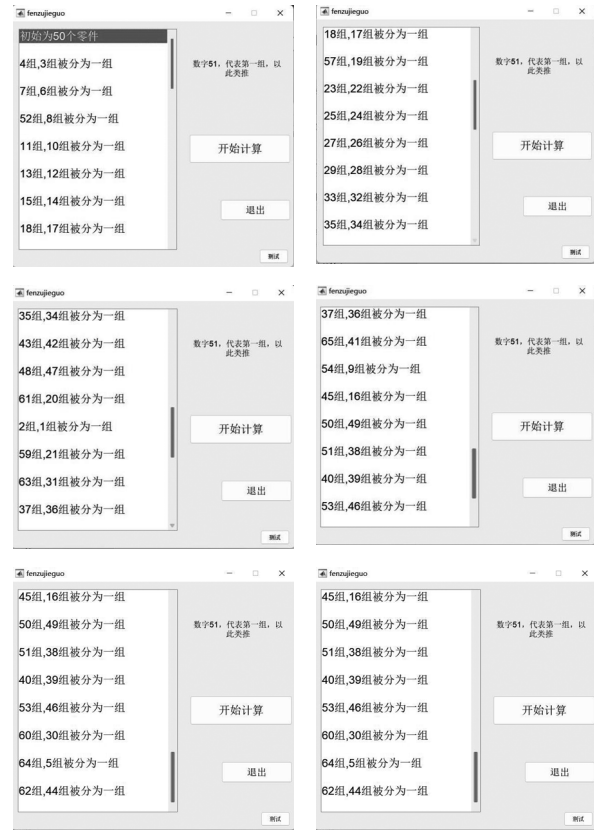 fenzujieguo
初始为50个零件
4组,3组被分为一组
7组,6组被分为一组
52组,8组被分为一组
11组,10组被分为一组
13组,12组被分为一组
15组,14组被分为一组
18组,17组被分为一组
数字51，代表第一组，以
此类推
开始计算
退出
测试
fenzujieguo
18组,17组被分为一组
57组,19组被分为一组
23组,22组被分为一组
25组,24组被分为一组
27组,26组被分为一组
29组,28组被分为一组
33组,32组被分为一组
35组,34组被分为一组
数字51，代表第一组，以
此类推
开始计算
退出
测试
fenzujieguo
35组,34组被分为一组
43组,42组被分为一组
48组,47组被分为一组
61组,20组被分为一组
2组,1组被分为一组
59组,21组被分为一组
63组,31组被分为一组
37组,36组被分为一组
数字51，代表第一组，以
此类推
开始计算
退出
测试
fenzujieguo
37组,36组被分为一组
65组,41组被分为一组
54组,9组被分为一组
45组,16组被分为一组
50组,49组被分为一组
51组,38组被分为一组
40组,39组被分为一组
53组,46组被分为一组
数字51，代表第一组，以
此类推
开始计算
退出
测试
fenzujieguo
45组,16组被分为一组
50组,49组被分为一组
51组,38组被分为一组
40组,39组被分为一组
53组,46组被分为一组
60组,30组被分为一组
64组,5组被分为一组
62组,44组被分为一组
数字51，代表第一组，以
此类推
开始计算
退出
测试
fenzujieguo
45组,16组被分为一组
50组,49组被分为一组
51组,38组被分为一组
40组,39组被分为一组
53组,46组被分为一组
60组,30组被分为一组
64组,5组被分为一组
62组,44组被分为一组
数字51，代表第一组，以
此类推
开始计算
退出
测试